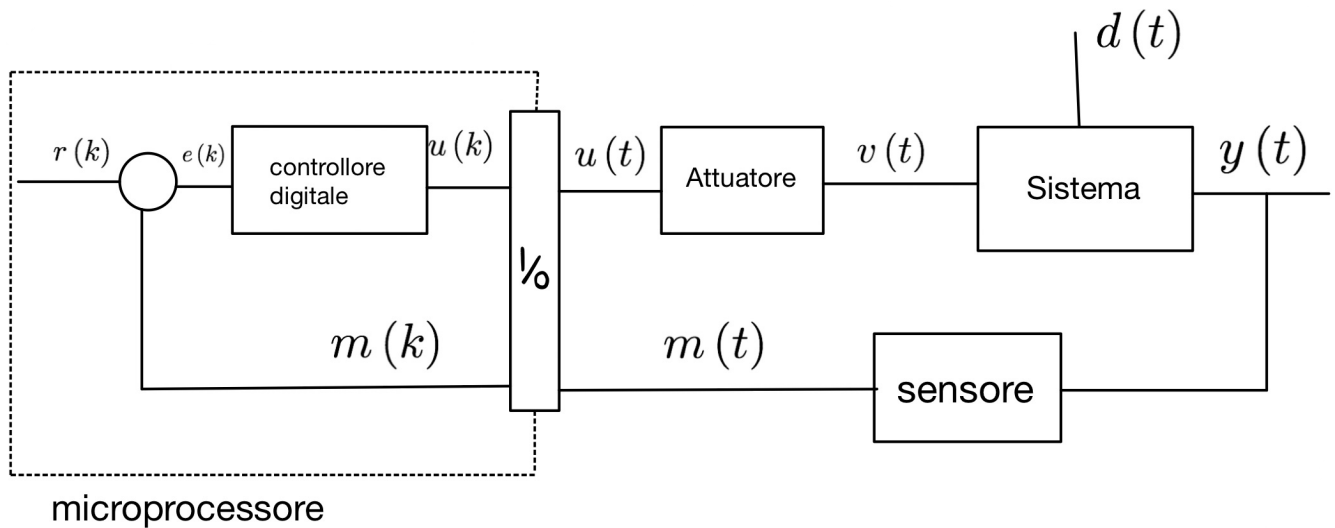 d (t)
r (k)
e (k)
controllore
digitale
u (k)
u (t)
Attuatore
v (t)
Sistema
y (t)
I/O
m (k)
m (t)
sensore
microprocessore